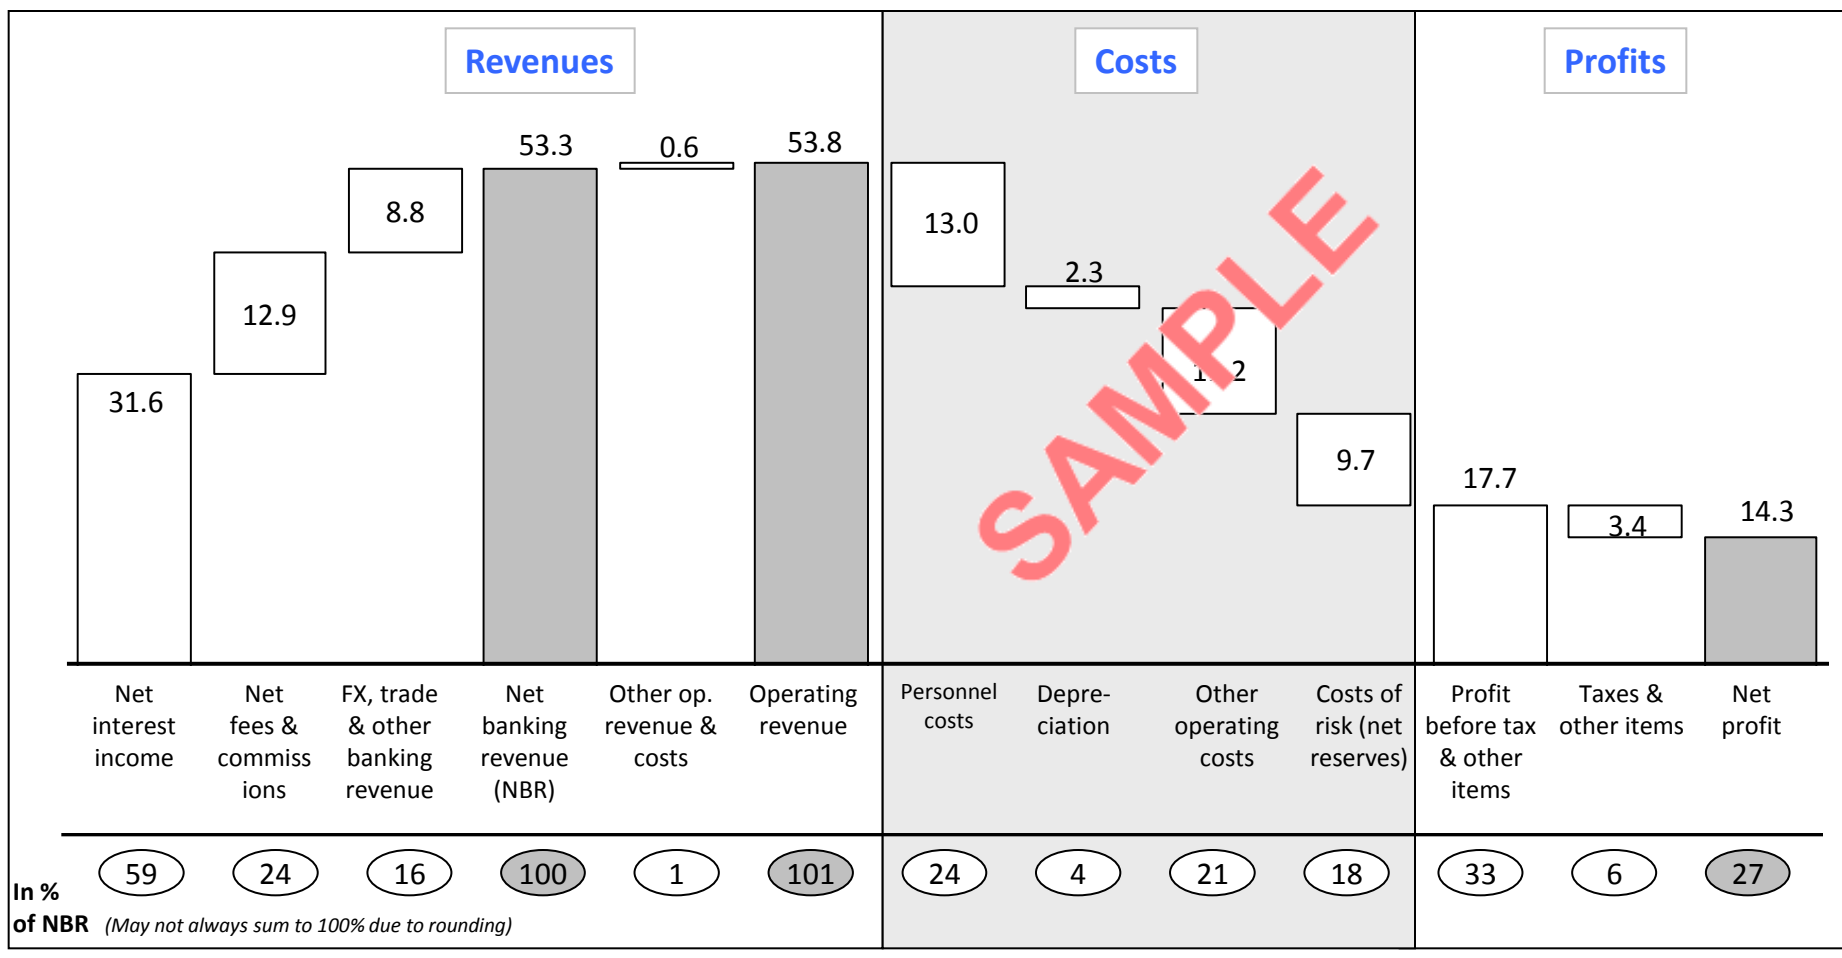 Revenues
Costs
Profits
31.6
12.9
8.8
53.3
0.6
53.8
13.0
2.3
9.7
17.7
3.4
14.3
SAMPLE
Net
interest
income
Net
fees &
commiss
ions
FX, trade
& other
banking
revenue
Net
banking
revenue
(NBR)
Other op.
revenue &
costs
Operating
revenue
Personnel
costs
Depre-
ciation
Other
operating
costs
Costs of
risk (net
reserves)
Profit
before tax
& other
items
Taxes &
other items
Net
profit
In %
of NBR
59
24
16
100
1
101
24
4
21
18
33
6
27
(May not always sum to 100% due to rounding)